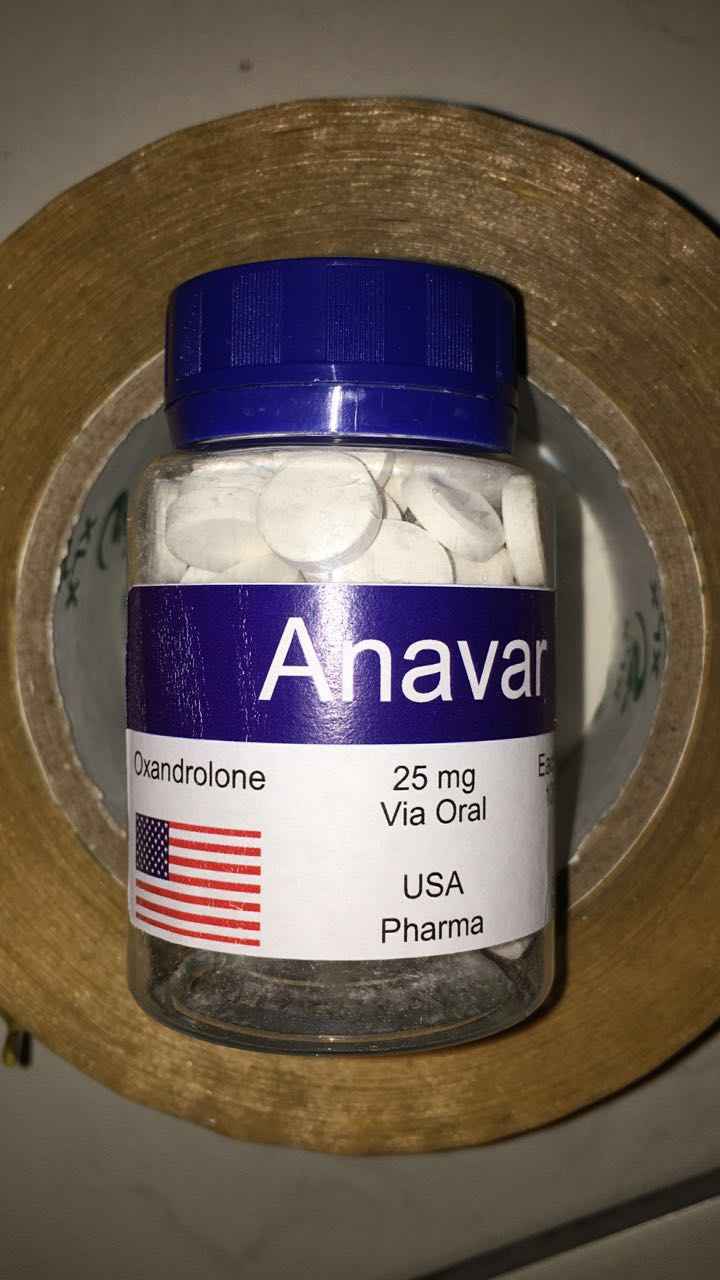 Anavar
Oxandrolone
25 mg
Via Oral
USA
Pharma